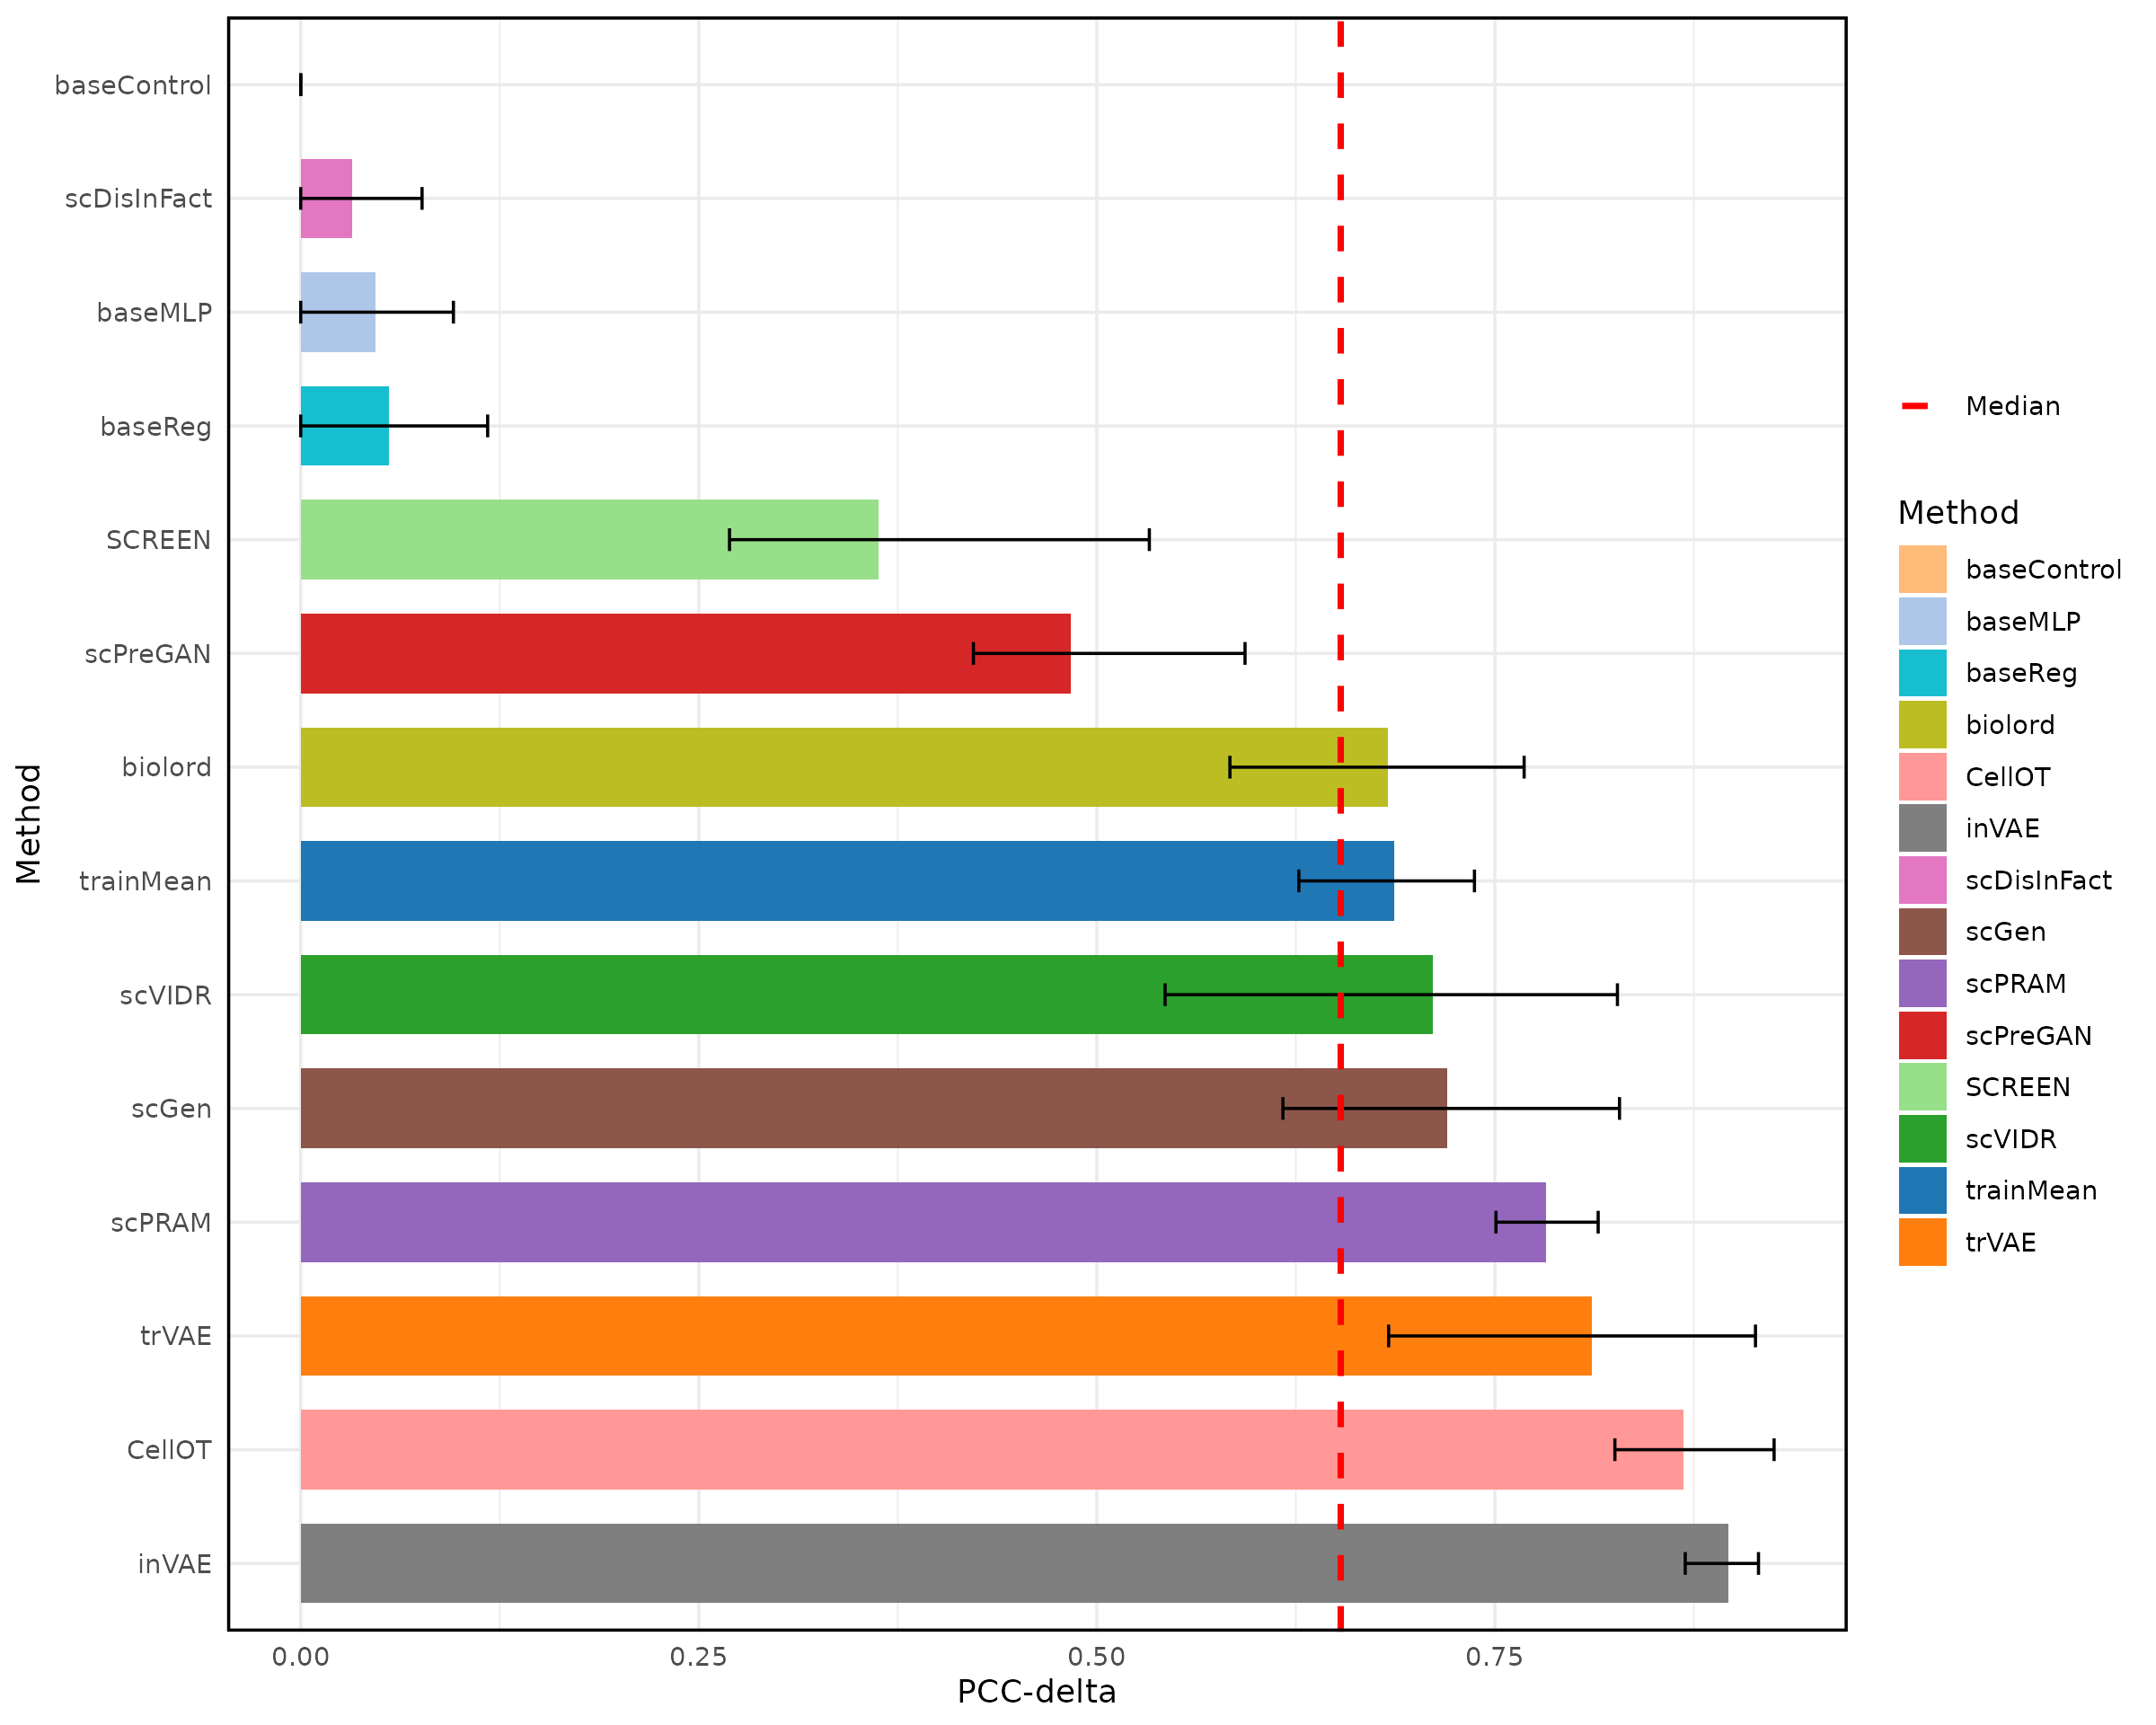 baseControl
scDisInFact
baseMLP
baseReg
SCREEN
scPreGAN
biolord
trainMean
scVIDR
scGen
scPRAM
trVAE
CellOT
inVAE
Method
0.00
0.25
0.50
0.75
PCC-delta
Median
Method
baseControl
baseMLP
baseReg
biolord
CellOT
inVAE
scDisInFact
scGen
scPRAM
scPreGAN
SCREEN
scVIDR
trainMean
trVAE